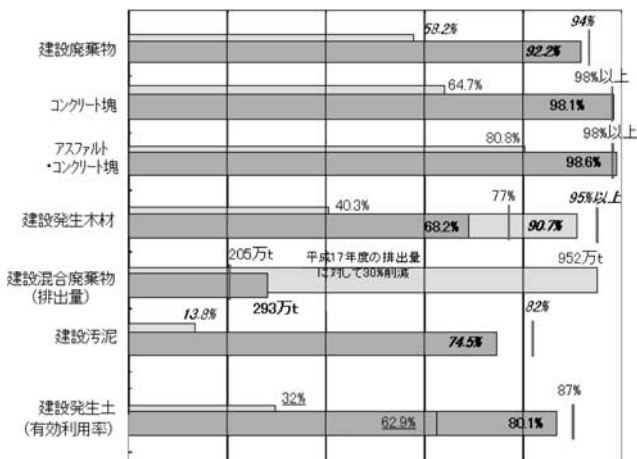 94%
58.2%
建設廃棄物
92.2%
98%以上
64.7%
コンクリート塊
98.1%
98%以上
80.8%
アスファルト
・コンクリート塊
98.6%
77%
95%以上
40.3%
建設発生木材
68.2%
90.7%
205万t
平成17年度の排出量
に対して30%削減
952万t
建設混合廃棄物
(排出量)
293万t
13.8%
82%
建設汚泥
74.5%
87%
32%
建設発生土
(有効利用率)
62.9%
80.1%